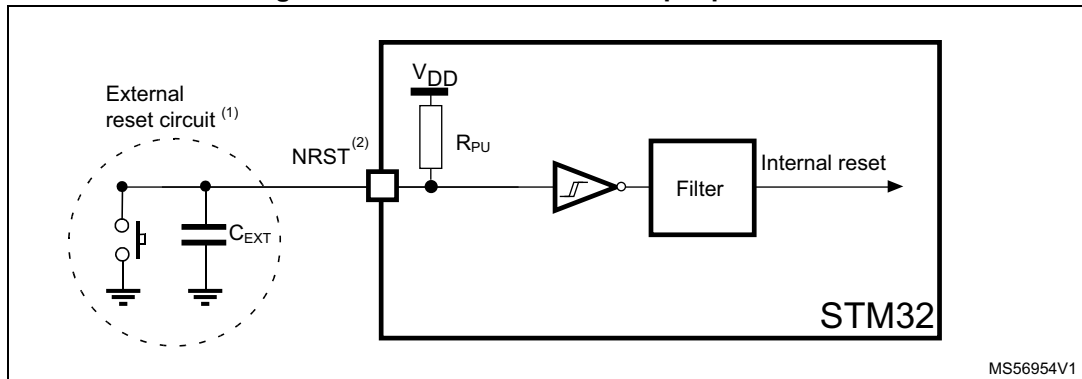 External
reset circuit (1)
NRST(2)
VDD
RPU
CEXT
Filter
Internal reset
STM32
MS56954V1